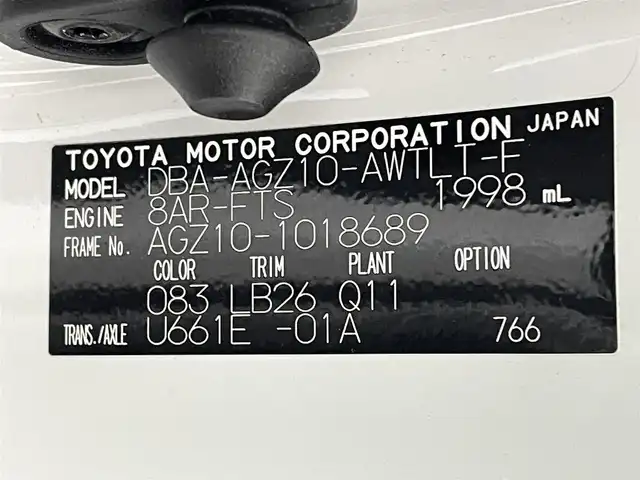 TOYOTA MOTOR CORPORATION JAPAN
MODEL DBA-AGZ10-AWTLT-F
ENGINE 8AR-FTS 1998 mL
FRAME No. AGZ10-1018689
COLOR TRIM PLANT OPTION
083 LB26 Q11
TRANS./AXLE U661E -01A 766